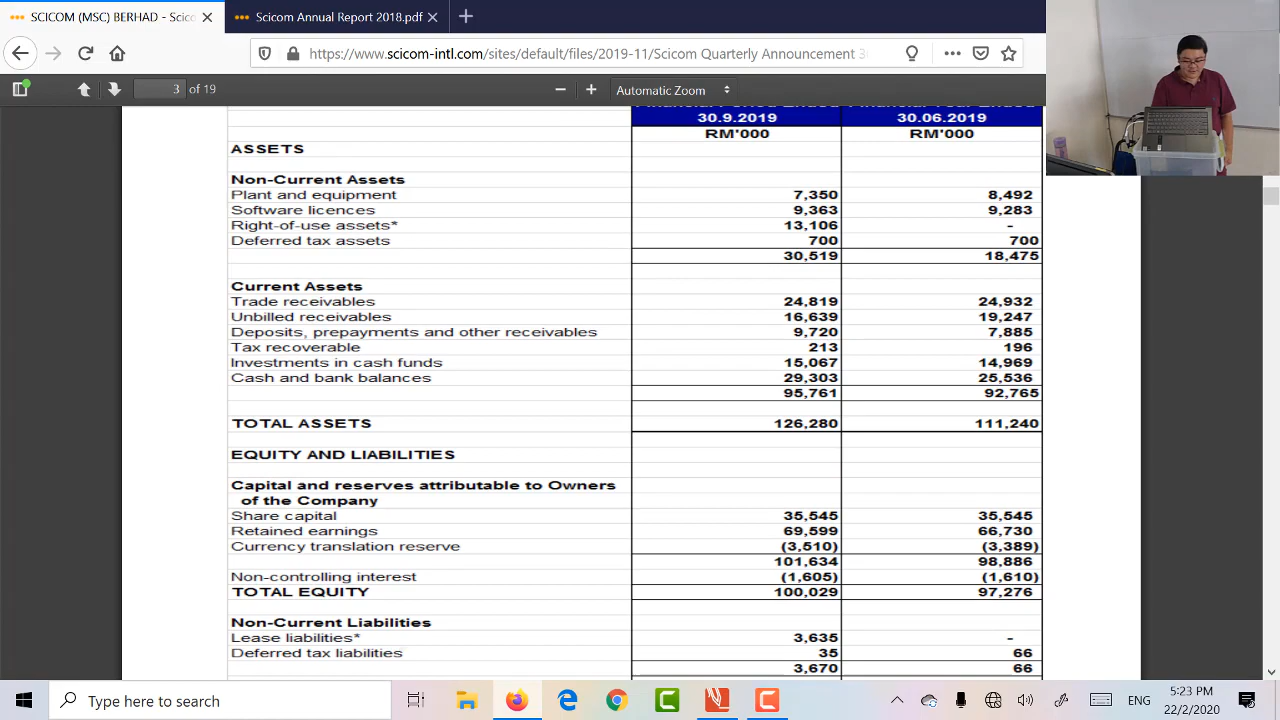 SCICOM (MSC) BERHAD - Scico
Scicom Annual Report 2018.pdf
https://www.scicom-intl.com/sites/default/files/2019-11/Scicom Quarterly Announcement 3
3 of 19
Automatic Zoom
30.9.2019 30.06.2019
RM'000 RM'000
ASSETS
Non-Current Assets
Plant and equipment 7,350 8,492
Software licences 9,363 9,283
Right-of-use assets* 13,106 -
Deferred tax assets 700 700
30,519 18,475
Current Assets
Trade receivables 24,819 24,932
Unbilled receivables 16,639 19,247
Deposits, prepayments and other receivables 9,720 7,885
Tax recoverable 213 196
Investments in cash funds 15,067 14,969
Cash and bank balances 29,303 25,536
95,761 92,765
TOTAL ASSETS 126,280 111,240
EQUITY AND LIABILITIES
Capital and reserves attributable to Owners
of the Company
Share capital 35,545 35,545
Retained earnings 69,599 66,730
Currency translation reserve (3,510) (3,389)
101,634 98,886
Non-controlling interest (1,605) (1,610)
TOTAL EQUITY 100,029 97,276
Non-Current Liabilities
Lease liabilities* 3,635 -
Deferred tax liabilities 35 66
3,670 66
Type here to search
ENG
5:23 PM
22/2/2020